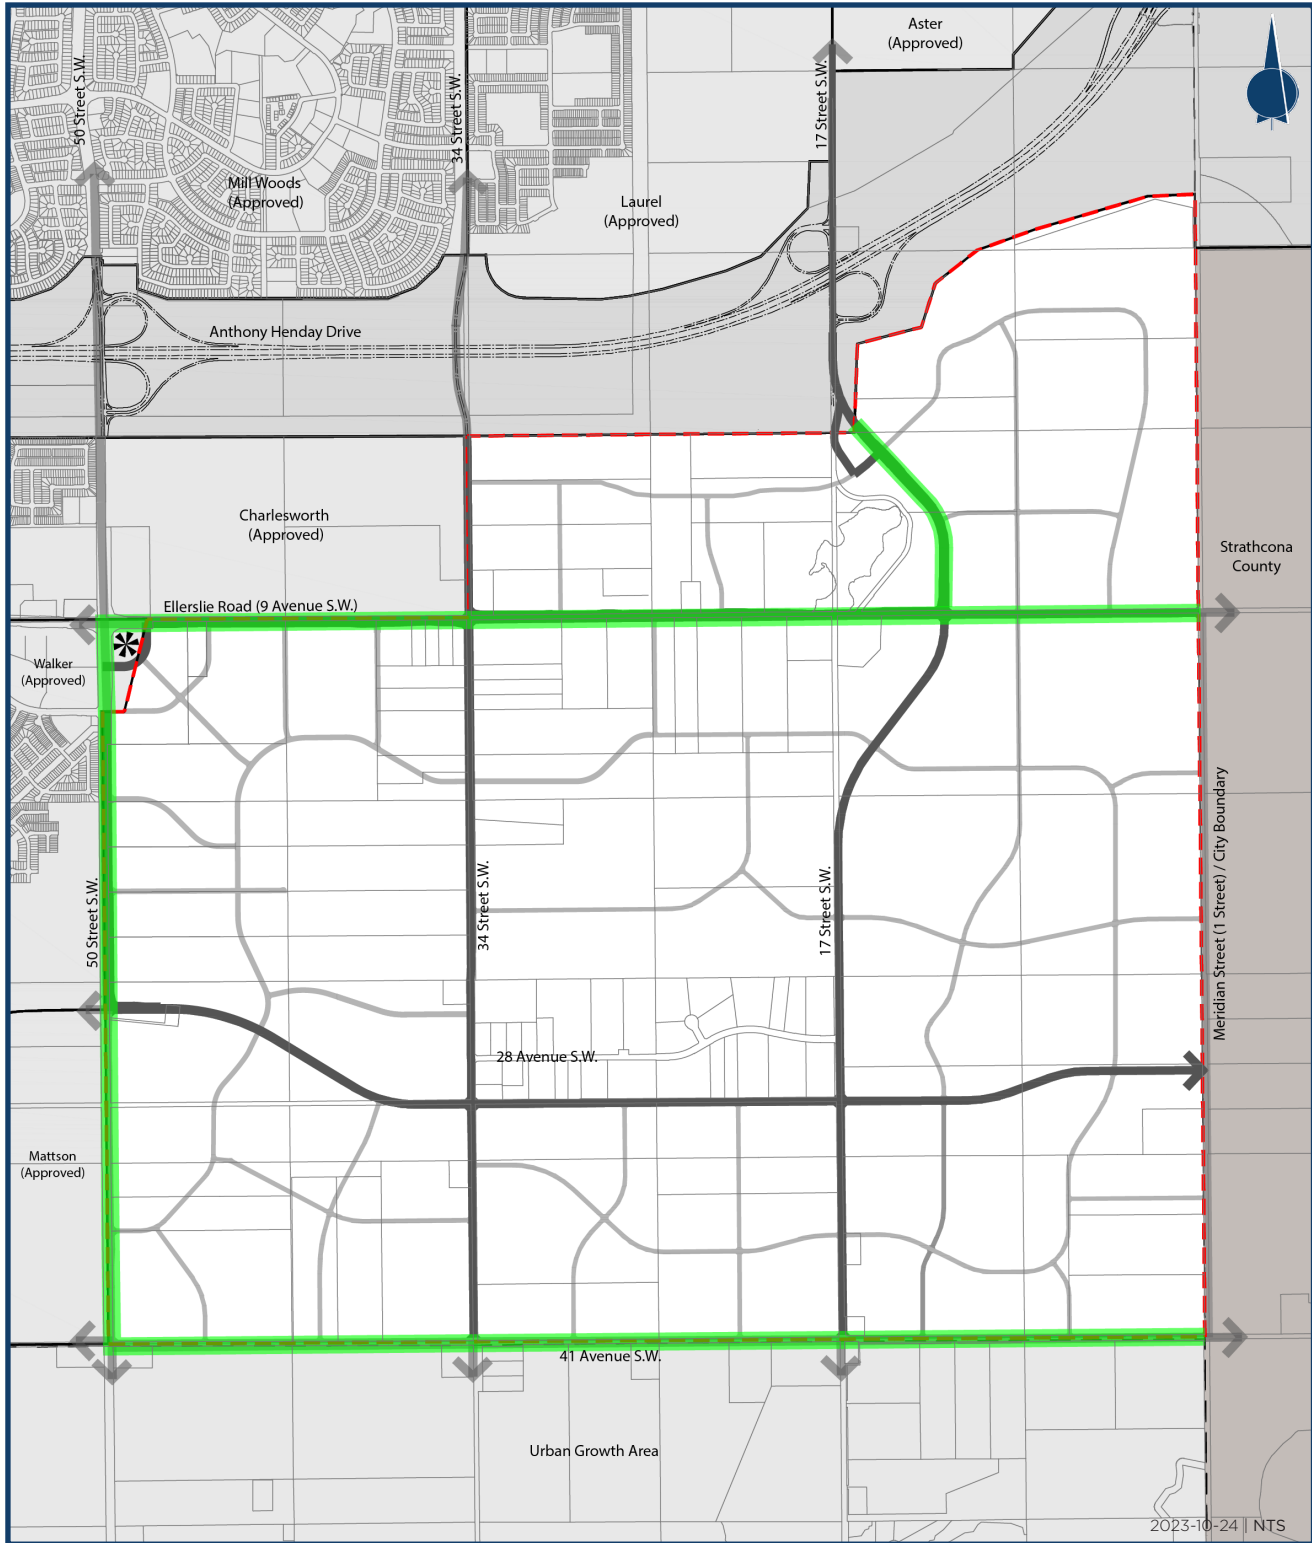 Aster
(Approved)
50 Street S.W.
34 Street S.W.
17 Street S.W.
Mill Woods
(Approved)
Laurel
(Approved)
Anthony Henday Drive
Charlesworth
(Approved)
Strathcona
County
Ellerslie Road (9 Avenue S.W.)
Walker
(Approved)
50 Street S.W.
34 Street S.W.
17 Street S.W.
Meridian Street (1 Street) / City Boundary
28 Avenue S.W.
Mattson
(Approved)
41 Avenue S.W.
Urban Growth Area
2023-10-24 | NTS